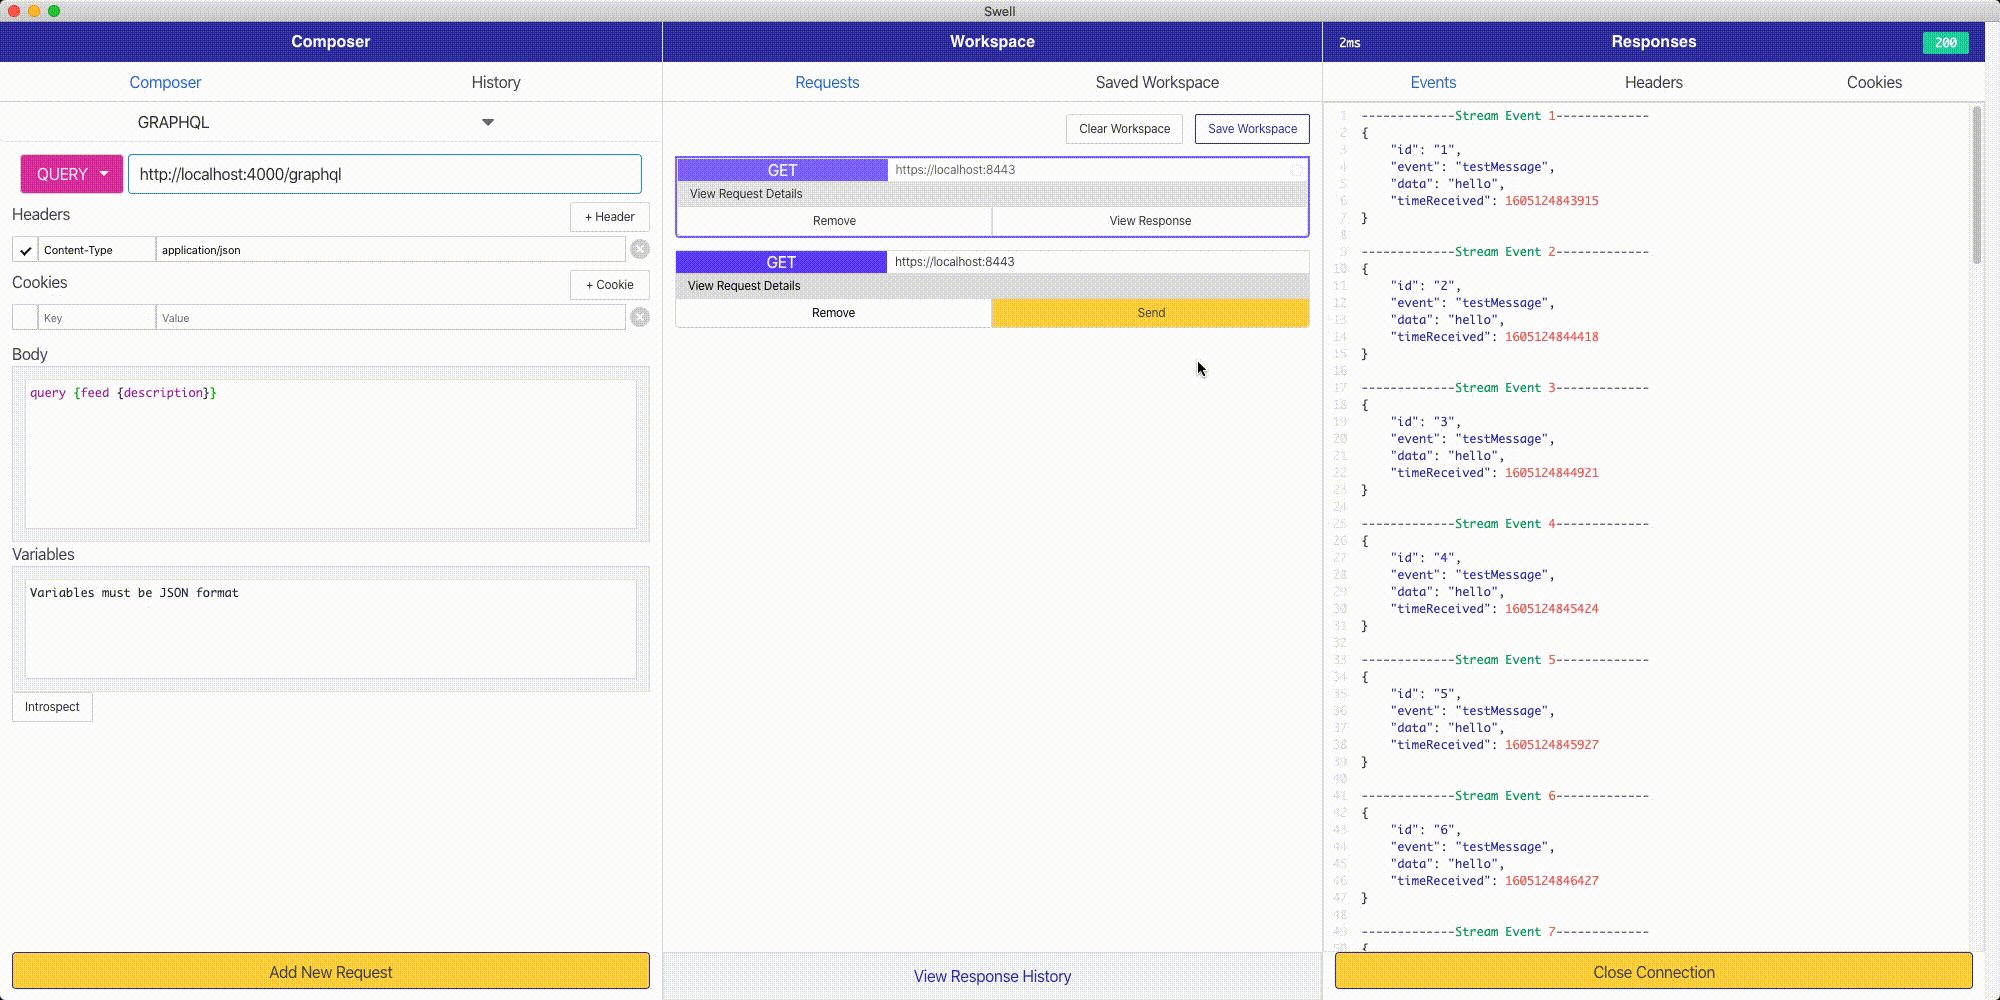 Swell
Composer
Composer
History
GRAPHQL
QUERY
http://localhost:4000/graphql
Headers
+ Header
Content-Type
application/json
Cookies
+ Cookie
Key
Value
Body
query {feed {description}}
Variables
Variables must be JSON format
Introspect
Add New Request
Workspace
Requests
Saved Workspace
Clear Workspace
Save Workspace
GET
https://localhost:8443
View Request Details
Remove
View Response
GET
https://localhost:8443
View Request Details
Remove
Send
View Response History
2ms
Responses
200
Events
Headers
Cookies
1 -------------Stream Event 1-------------
2 {
3 "id": "1",
4 "event": "testMessage",
5 "data": "hello",
6 "timeReceived": 1605124843915
7 }
8
9 -------------Stream Event 2-------------
10 {
11 "id": "2",
12 "event": "testMessage",
13 "data": "hello",
14 "timeReceived": 1605124844418
15 }
16
17 -------------Stream Event 3-------------
18 {
19 "id": "3",
20 "event": "testMessage",
21 "data": "hello",
22 "timeReceived": 1605124844921
23 }
24
25 -------------Stream Event 4-------------
26 {
27 "id": "4",
28 "event": "testMessage",
29 "data": "hello",
30 "timeReceived": 1605124845424
31 }
32
33 -------------Stream Event 5-------------
34 {
35 "id": "5",
36 "event": "testMessage",
37 "data": "hello",
38 "timeReceived": 1605124845927
39 }
40
41 -------------Stream Event 6-------------
42 {
43 "id": "6",
44 "event": "testMessage",
45 "data": "hello",
46 "timeReceived": 1605124846427
47 }
48
49 -------------Stream Event 7-------------
50 {
Close Connection